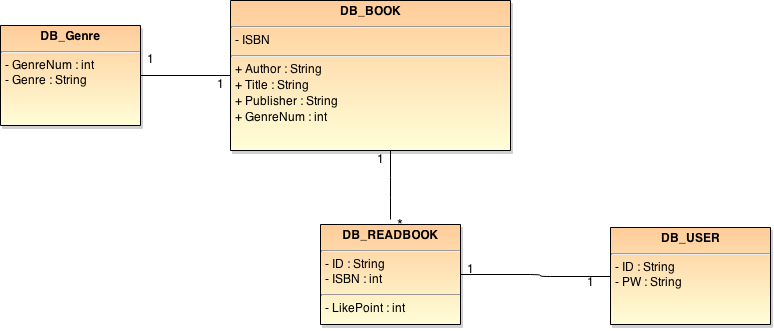 DB_Genre
- GenreNum : int
- Genre : String
1
1
DB_BOOK
- ISBN
+ Author : String
+ Title : String
+ Publisher : String
+ GenreNum : int
1
*
DB_READBOOK
- ID : String
- ISBN : int
- LikePoint : int
1
1
DB_USER
- ID : String
- PW : String